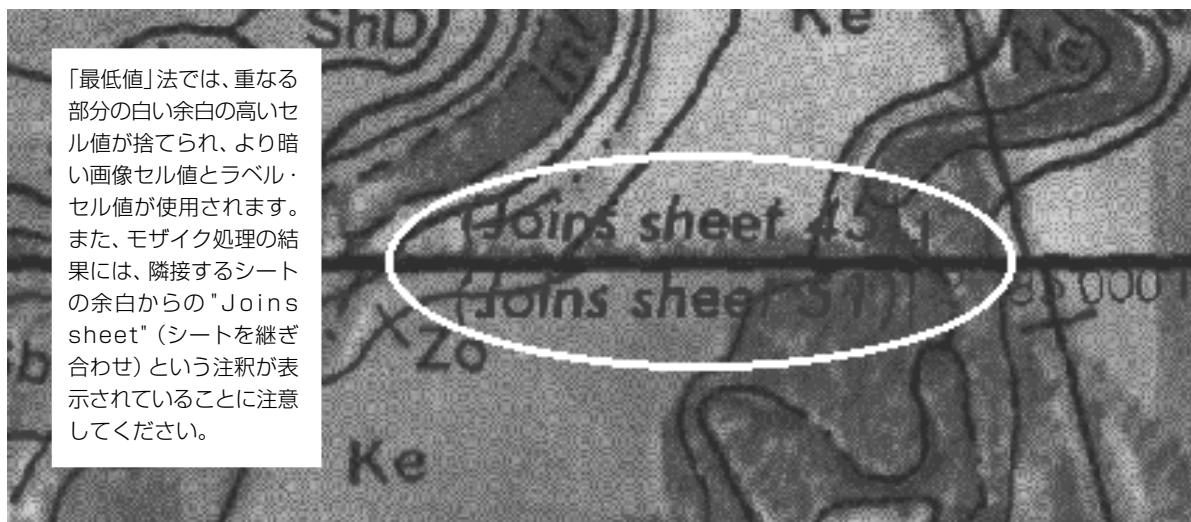 Shb
Ke
Ns
「最低値」法では、重なる
部分の白い余白の高いセ
ル値が捨てられ、より暗
い画像セル値とラベル・
セル値が使用されます。
また、モザイク処理の結
果には、隣接するシート
の余白からの"Joins
sheet"（シートを継ぎ
合わせ）という注釈が表
示されていることに注意
してください。
(Joins sheet 45)
(Joins sheet 51)
85 000
Zo
Ke